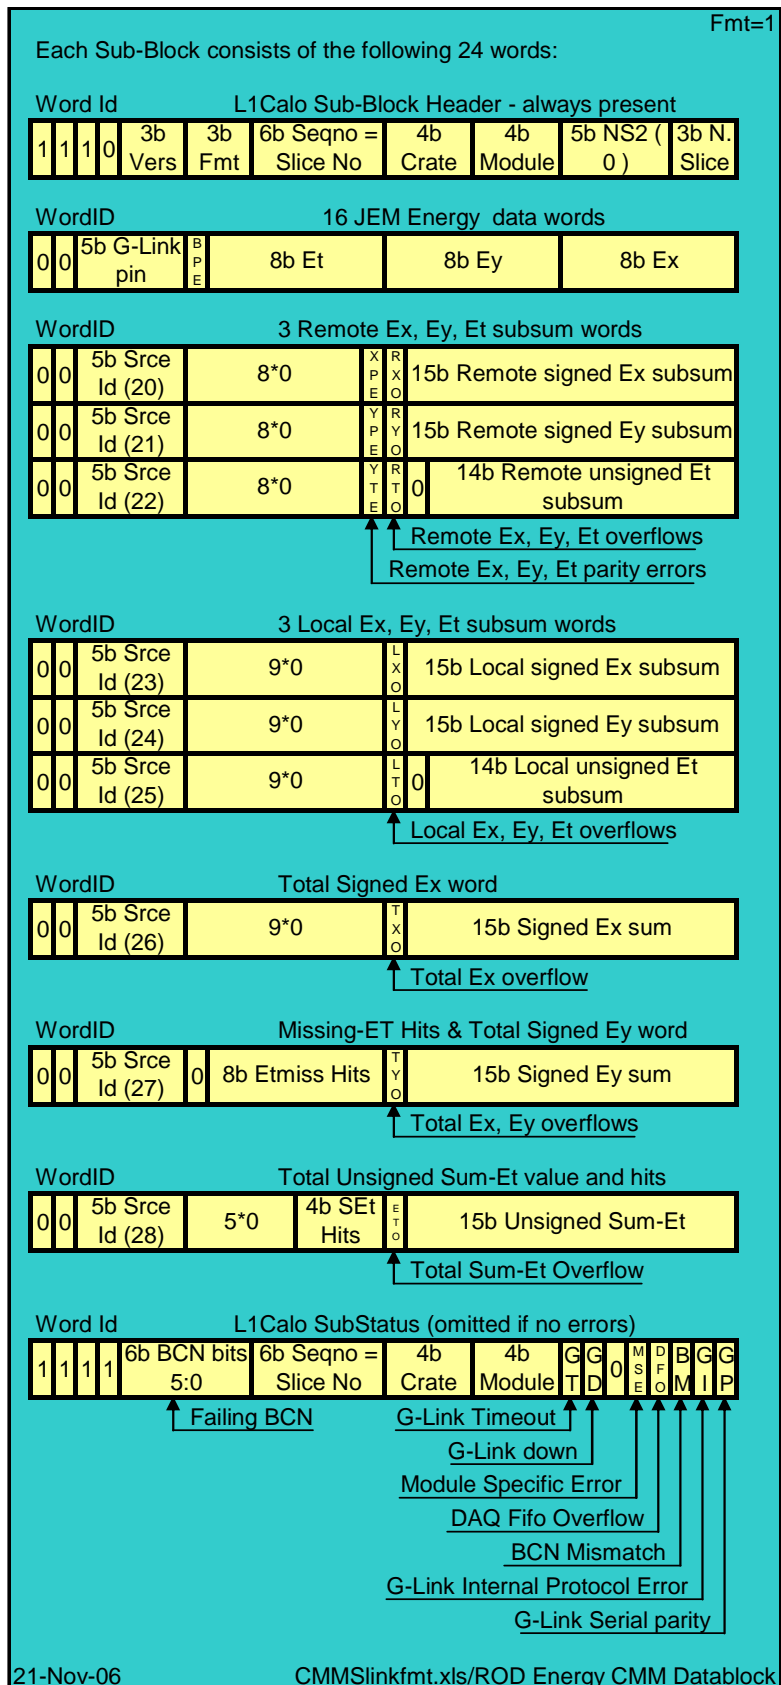 Fmt=1
Each Sub-Block consists of the following 24 words:
Word Id L1Calo Sub-Block Header - always present
1 1 1 0 3b Vers 3b Fmt 6b Seqno = Slice No 4b Crate 4b Module 5b NS2 ( 0 ) 3b N. Slice
WordID 16 JEM Energy data words
0 0 5b G-Link pin BPE 8b Et 8b Ey 8b Ex
WordID 3 Remote Ex, Ey, Et subsum words
0 0 5b Srce Id (20) 8*0 XPE RXO 15b Remote signed Ex subsum
0 0 5b Srce Id (21) 8*0 YPE RYO 15b Remote signed Ey subsum
0 0 5b Srce Id (22) 8*0 YTE RTO 0 14b Remote unsigned Et subsum
Remote Ex, Ey, Et overflows
Remote Ex, Ey, Et parity errors
WordID 3 Local Ex, Ey, Et subsum words
0 0 5b Srce Id (23) 9*0 LXO 15b Local signed Ex subsum
0 0 5b Srce Id (24) 9*0 LYO 15b Local signed Ey subsum
0 0 5b Srce Id (25) 9*0 LTO 0 14b Local unsigned Et subsum
Local Ex, Ey, Et overflows
WordID Total Signed Ex word
0 0 5b Srce Id (26) 9*0 TXO 15b Signed Ex sum
Total Ex overflow
WordID Missing-ET Hits & Total Signed Ey word
0 0 5b Srce Id (27) 0 8b Etmiss Hits TYO 15b Signed Ey sum
Total Ex, Ey overflows
WordID Total Unsigned Sum-Et value and hits
0 0 5b Srce Id (28) 5*0 4b SEt Hits ETO 15b Unsigned Sum-Et
Total Sum-Et Overflow
Word Id L1Calo SubStatus (omitted if no errors)
1 1 1 1 6b BCN bits 5:0 6b Seqno = Slice No 4b Crate 4b Module GT GD 0 MSE DFO BM GI GP
Failing BCN G-Link Timeout
G-Link down
Module Specific Error
DAQ Fifo Overflow
BCN Mismatch
G-Link Internal Protocol Error
G-Link Serial parity
21-Nov-06 CMMSlinkfmt.xls/ROD Energy CMM Datablock